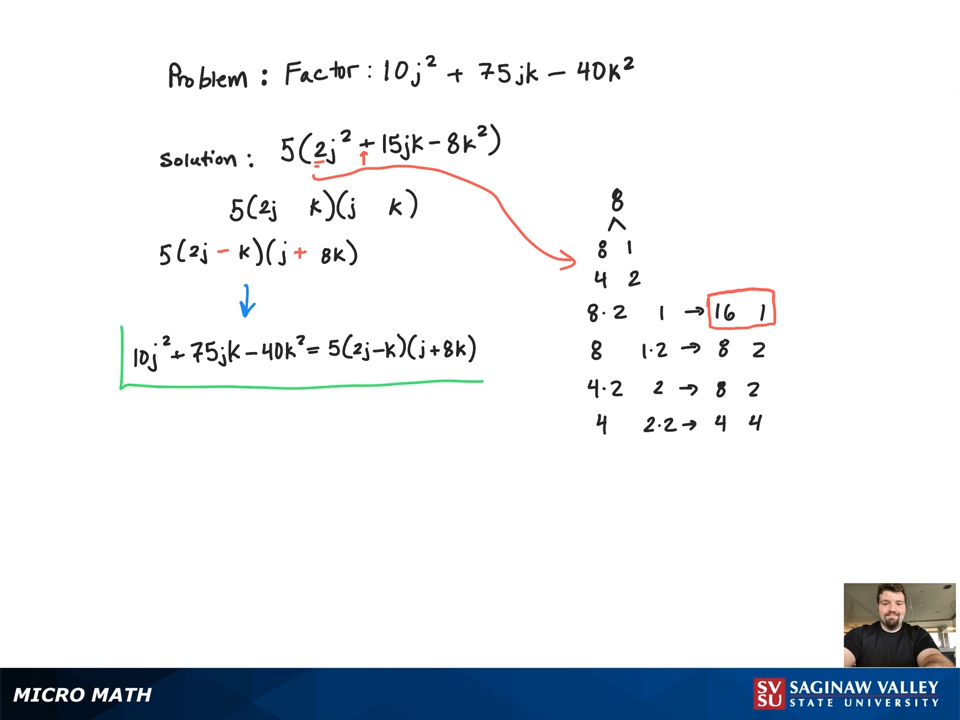 Problem : Factor : 10j² + 75jk - 40k²
Solution : 5(2j² + 15jk - 8k²)
5(2j k)(j k)
5(2j - k)(j + 8k)
10j² + 75jk - 40k² = 5(2j - k)(j + 8k)
8
8 1
4 2
8·2 1 → 16 1
8 1·2 → 8 2
4·2 2 → 8 2
4 2·2 → 4 4
MICRO MATH
SV
SU
SAGINAW VALLEY
STATE UNIVERSITY